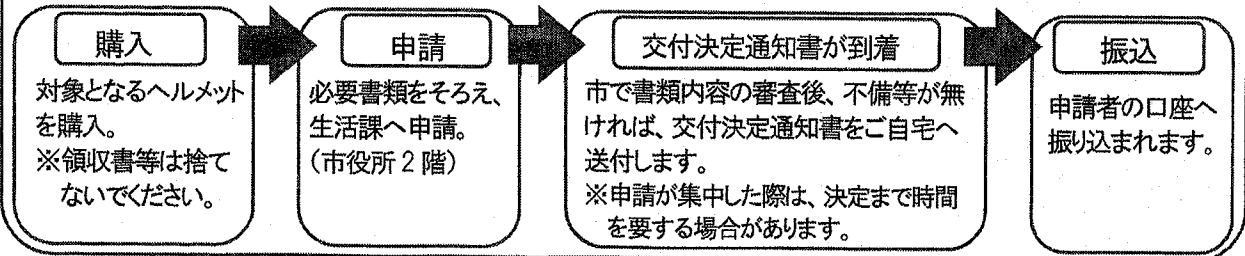 購入
対象となるヘルメット
を購入。
※領収書等は捨て
ないでください。
申請
必要書類をそろえ、
生活課へ申請。
（市役所２階）
交付決定通知書が到着
市で書類内容の審査後、不備等が無
ければ、交付決定通知書をご自宅へ
送付します。
※申請が集中した際は、決定まで時間
を要する場合があります。
振込
申請者の口座へ
振り込まれます。